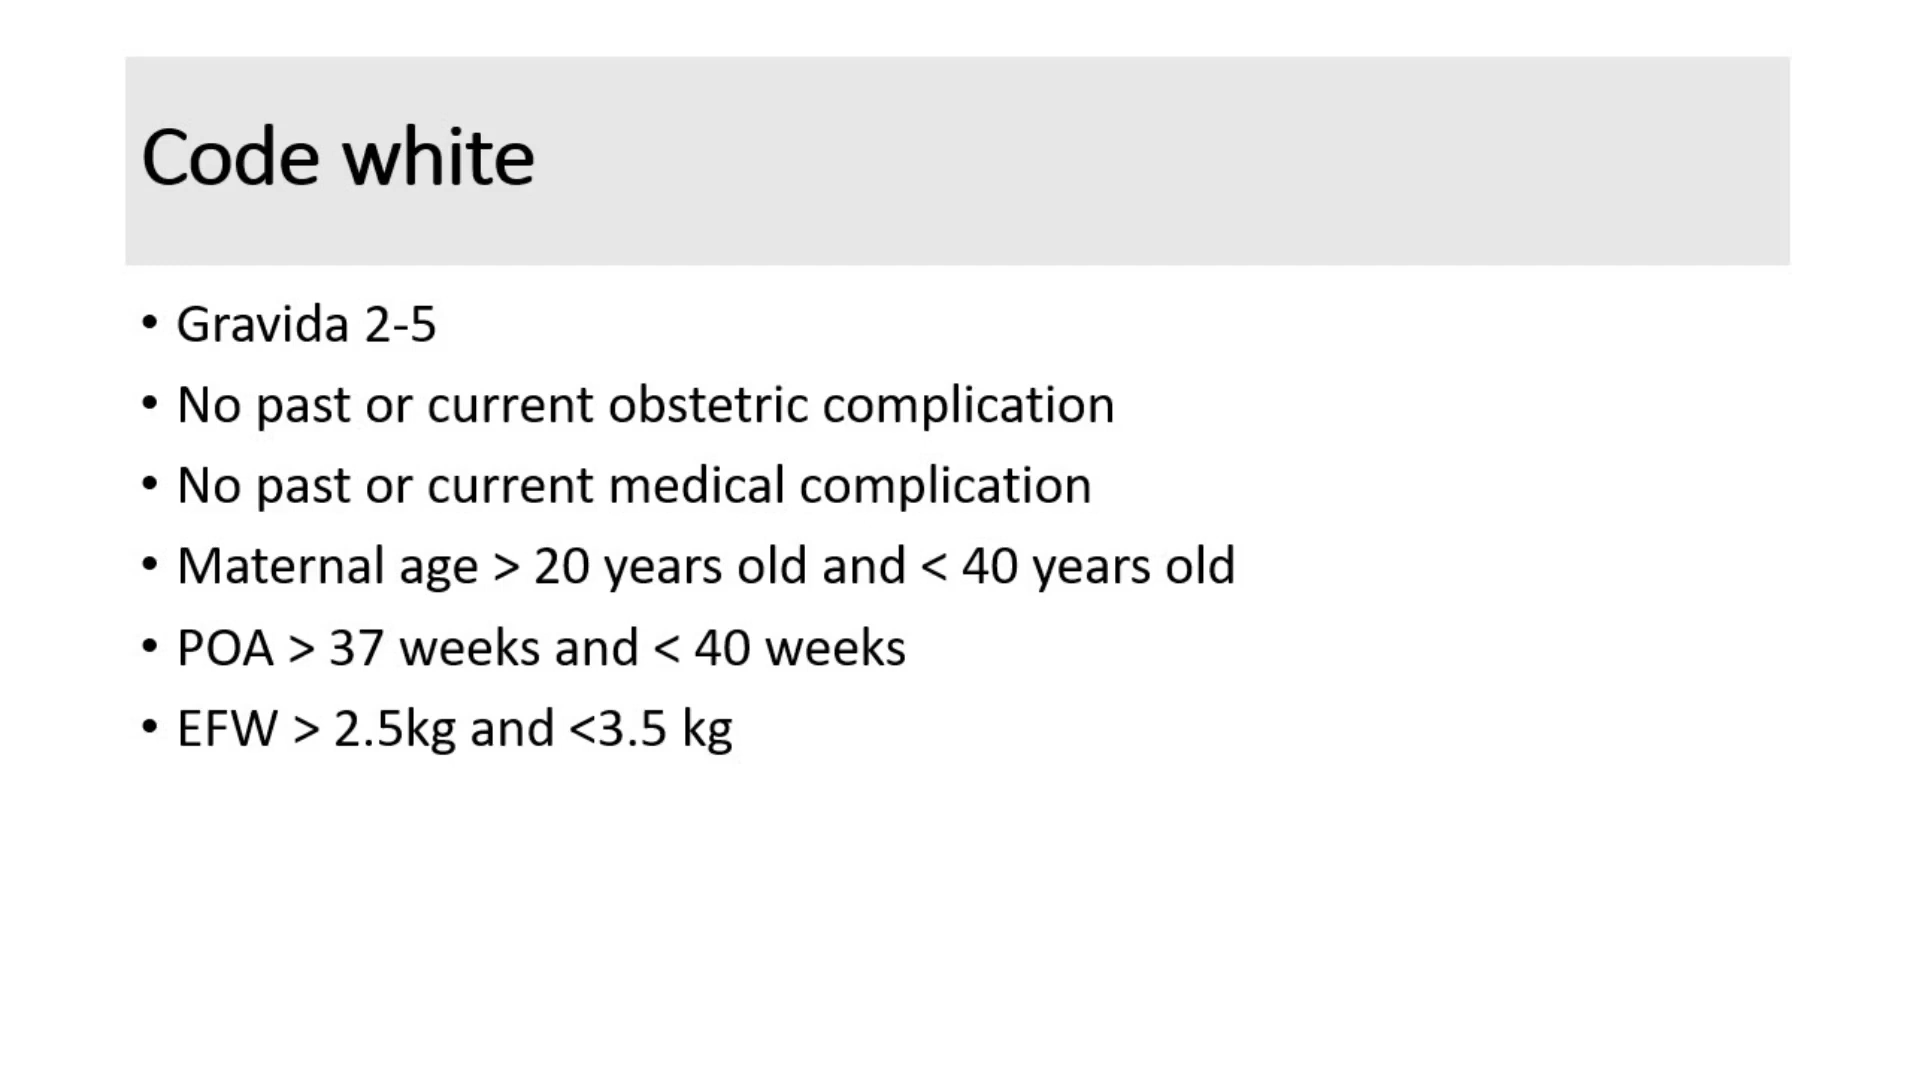 Code white
• Gravida 2-5
• No past or current obstetric complication
• No past or current medical complication
• Maternal age > 20 years old and < 40 years old
• POA > 37 weeks and < 40 weeks
• EFW > 2.5kg and <3.5 kg